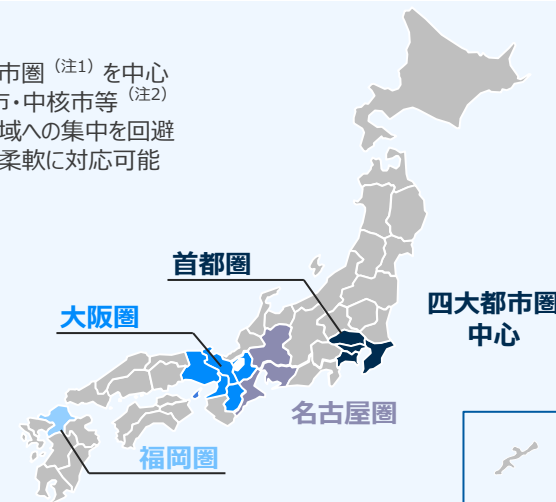 市圏（注1）を中心
市・中核市等（注2）
域への集中を回避
柔軟に対応可能
首都圏
大阪圏
四大都市圏
中心
名古屋圏
福岡圏